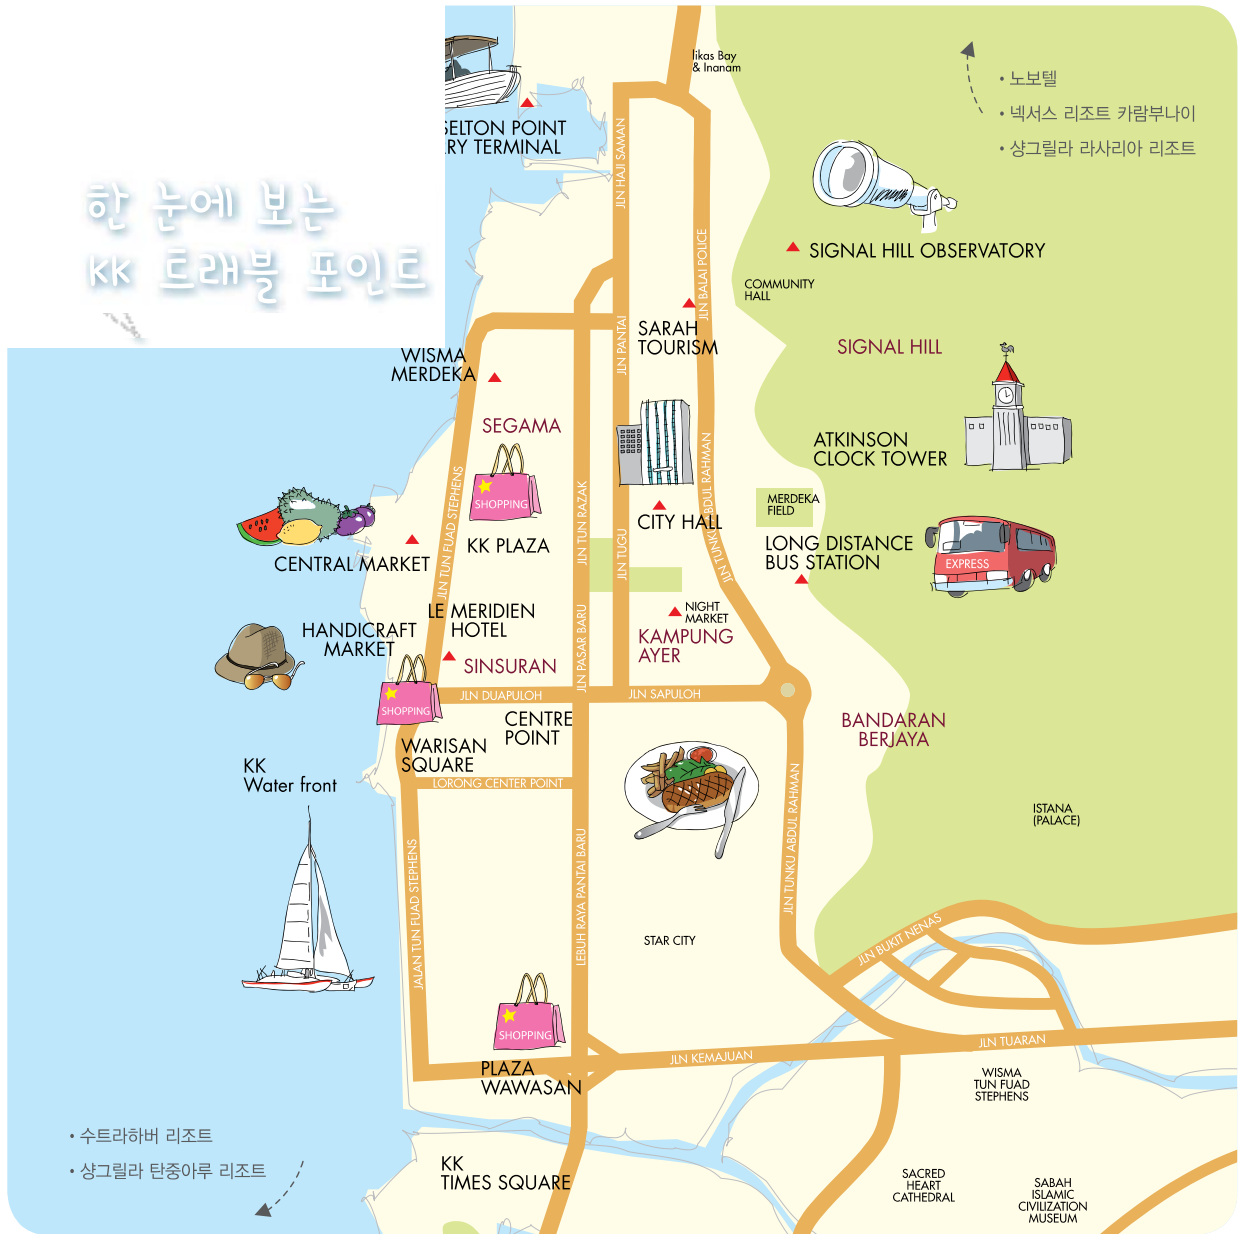 likas Bay
& Inanam
• 노보텔
• 넥서스 리조트 카람부나이
• 샹그릴라 라사리아 리조트
SELTON POINT
RY TERMINAL
한 눈에 보는
KK 트래블 포인트
JLN HAJI SAMAN
JLN BALAI POLICE
SIGNAL HILL OBSERVATORY
COMMUNITY
HALL
SARAH
TOURISM
JLN PANTAI
SIGNAL HILL
WISMA
MERDEKA
SEGAMA
ATKINSON
CLOCK TOWER
SHOPPING
JLN TUN FUAD STEPHENS
JLN TUN RAZAK
JLN TUGU
JLN TUNKU ABDUL RAHMAN
CITY HALL
MERDEKA
FIELD
KK PLAZA
CENTRAL MARKET
LONG DISTANCE
BUS STATION
EXPRESS
LE MERIDIEN
HOTEL
NIGHT
MARKET
HANDICRAFT
MARKET
KAMPUNG
AYER
JLN PASAR BARU
SINSURAN
JLN DUAPULOH
JLN SAPULOH
SHOPPING
CENTRE
POINT
BANDARAN
BERJAYA
WARISAN
SQUARE
LORONG CENTER POINT
KK
Water front
JLN TUNKU ABDUL RAHMAN
ISTANA
(PALACE)
JALAN TUN FUAD STEPHENS
LEBUH RAYA PANTAI BARU
STAR CITY
JLN BUKIT NENAS
SHOPPING
JLN KEMAJUAN
JLN TUARAN
PLAZA
WAWASAN
WISMA
TUN FUAD
STEPHENS
• 수트라하버 리조트
• 샹그릴라 탄중아루 리조트
KK
TIMES SQUARE
SACRED
HEART
CATHEDRAL
SABAH
ISLAMIC
CIVILIZATION
MUSEUM